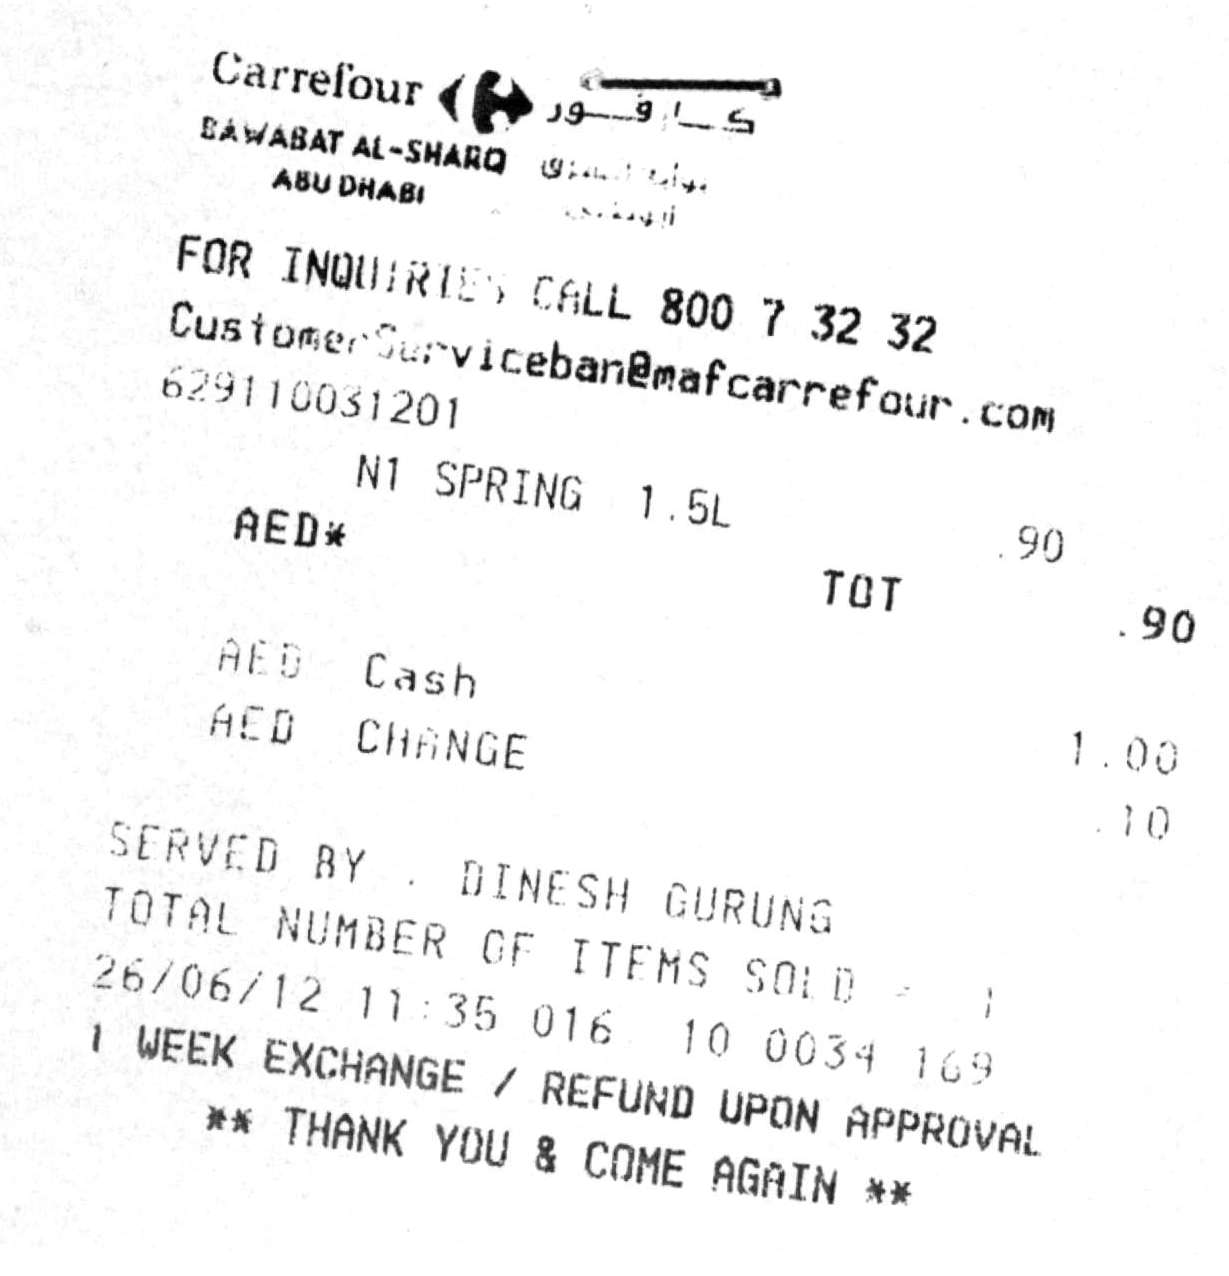 Carrefour كارفور
BAWABAT AL-SHARQ
ABU DHABI
FOR INQUIRIES CALL 800 7 32 32
CustomerServiceban@mafcarrefour.com
629110031201
N1 SPRING 1.5L .90
AED* TOT .90
AED Cash 1.00
AED CHANGE .10
SERVED BY . DINESH GURUNG
TOTAL NUMBER OF ITEMS SOLD = 1
26/06/12 11:35 016 10 0034 169
1 WEEK EXCHANGE / REFUND UPON APPROVAL
** THANK YOU & COME AGAIN **